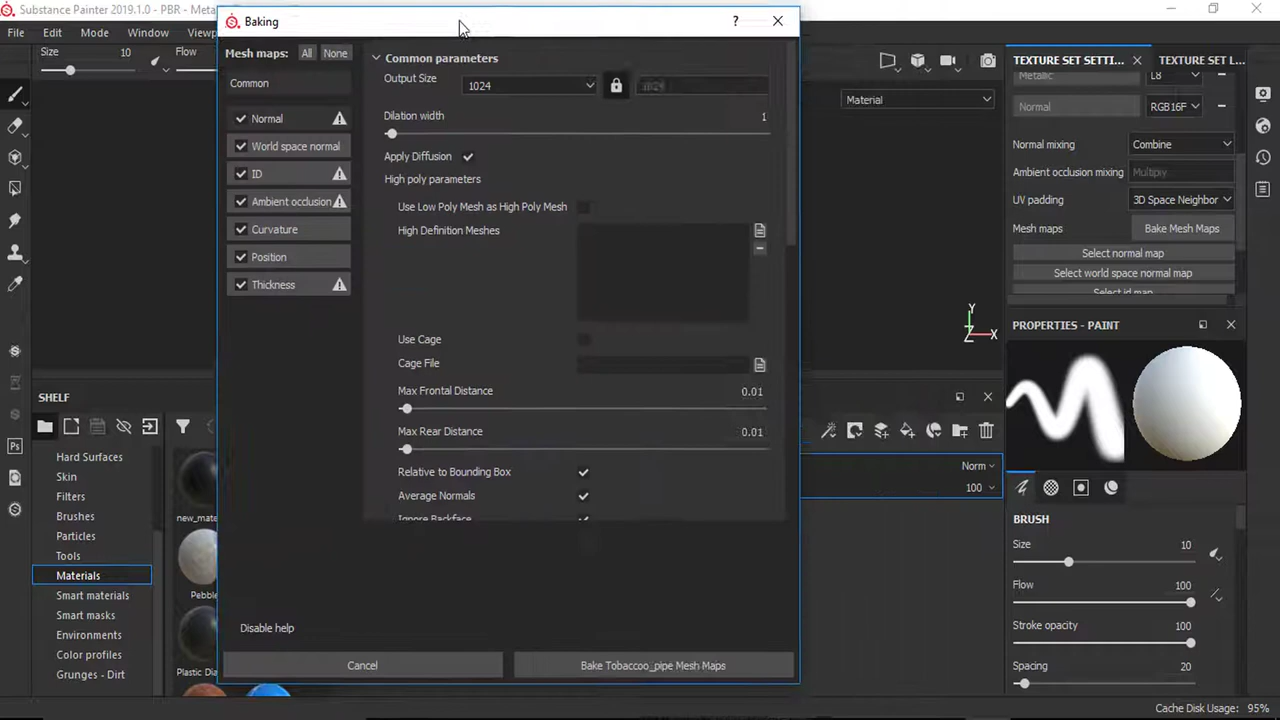 Substance Painter 2019.1.0 - PBR - Meta
Baking
?
File
Edit
Mode
Window
Viewp
Size
10
Flow
Mesh maps:
All
None
Common
Normal
World space normal
ID
Ambient occlusion
Curvature
Position
Thickness
Common parameters
Output Size
1024
1024
Dilation width
1
Apply Diffusion
High poly parameters
Use Low Poly Mesh as High Poly Mesh
High Definition Meshes
Use Cage
Cage File
Max Frontal Distance
0.01
Max Rear Distance
0.01
Relative to Bounding Box
Average Normals
Ignore Backface
Disable help
Cancel
Bake Tobaccoo_pipe Mesh Maps
Material
Y
X
Z
TEXTURE SET SETTI...
TEXTURE SET L...
Metallic
L8
Normal
RGB16F
Normal mixing
Combine
Ambient occlusion mixing
Multiply
UV padding
3D Space Neighbor
Mesh maps
Bake Mesh Maps
Select normal map
Select world space normal map
Select id map
PROPERTIES - PAINT
BRUSH
Size
10
Flow
100
Stroke opacity
100
Spacing
20
Norm
100
SHELF
Ps
Hard Surfaces
Skin
Filters
Brushes
Particles
Tools
Materials
Smart materials
Smart masks
Environments
Color profiles
Grunges - Dirt
new_mate
Pebble
Plastic Dia
Cache Disk Usage: 95%